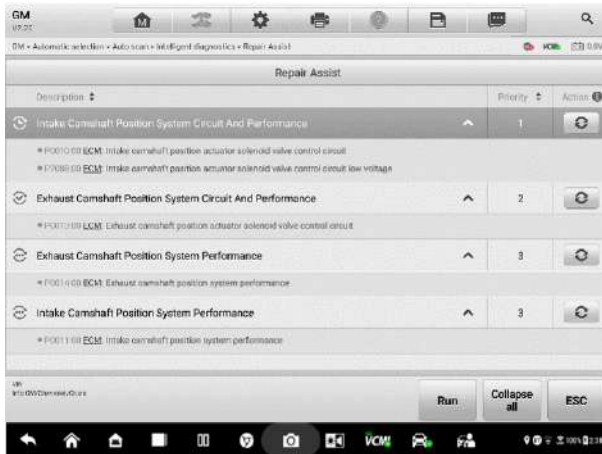 GM
GM > Automatic selection > Auto scan > Intelligent diagnostics > Repair Assist
VCMI
Repair Assist
Description Priority Action
Intake Camshaft Position System Circuit And Performance 1
P0010:00 ECM: Intake camshaft position actuator solenoid valve control circuit
ECM: Intake camshaft position actuator solenoid valve control circuit low voltage
Exhaust Camshaft Position System Circuit And Performance 2
P0013:00 ECM: Exhaust camshaft position actuator solenoid valve control circuit
Exhaust Camshaft Position System Performance 3
P0014:00 ECM: Exhaust camshaft position system performance
Intake Camshaft Position System Performance 3
P0011:00 ECM: Intake camshaft position system performance
Run
Collapse all
ESC
VCMI
100%